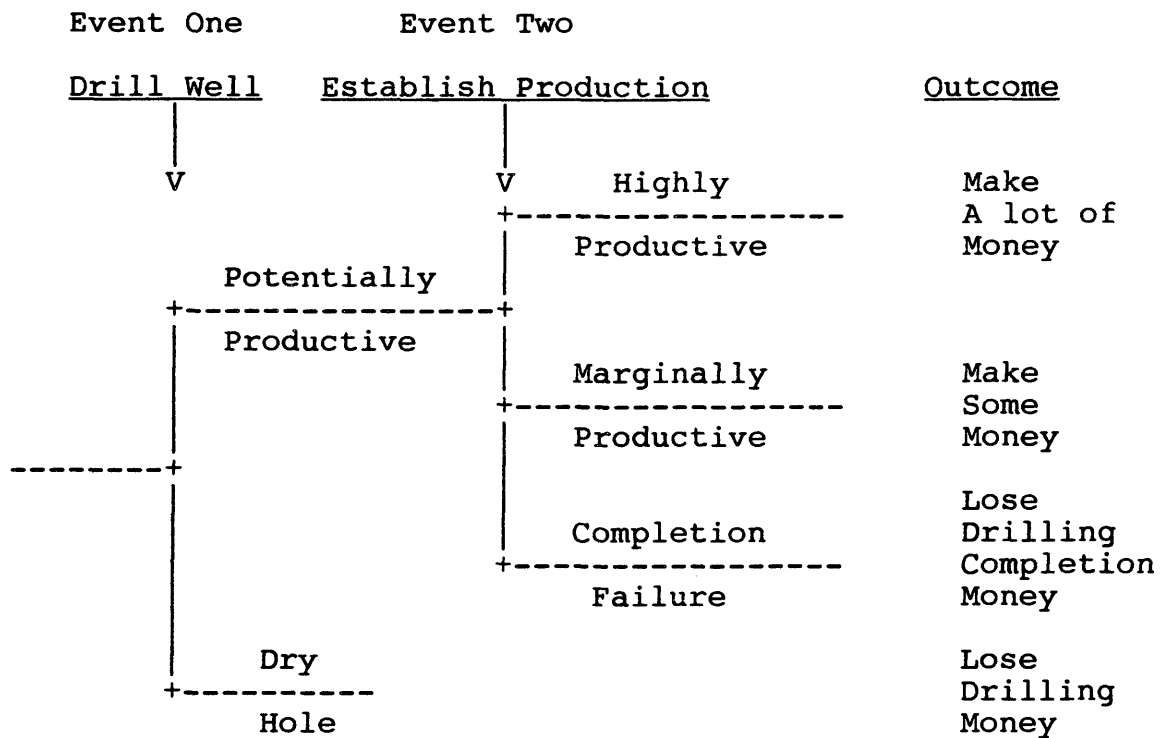 Event One Event Two
Drill Well Establish Production Outcome
V V Highly Make
+ A lot of
Productive Money
Potentially
+ +
Productive
Marginally Make
+ Some
Productive Money
+
Lose
Completion Drilling
+ Completion
Failure Money
Dry Lose
+ Drilling
Hole Money